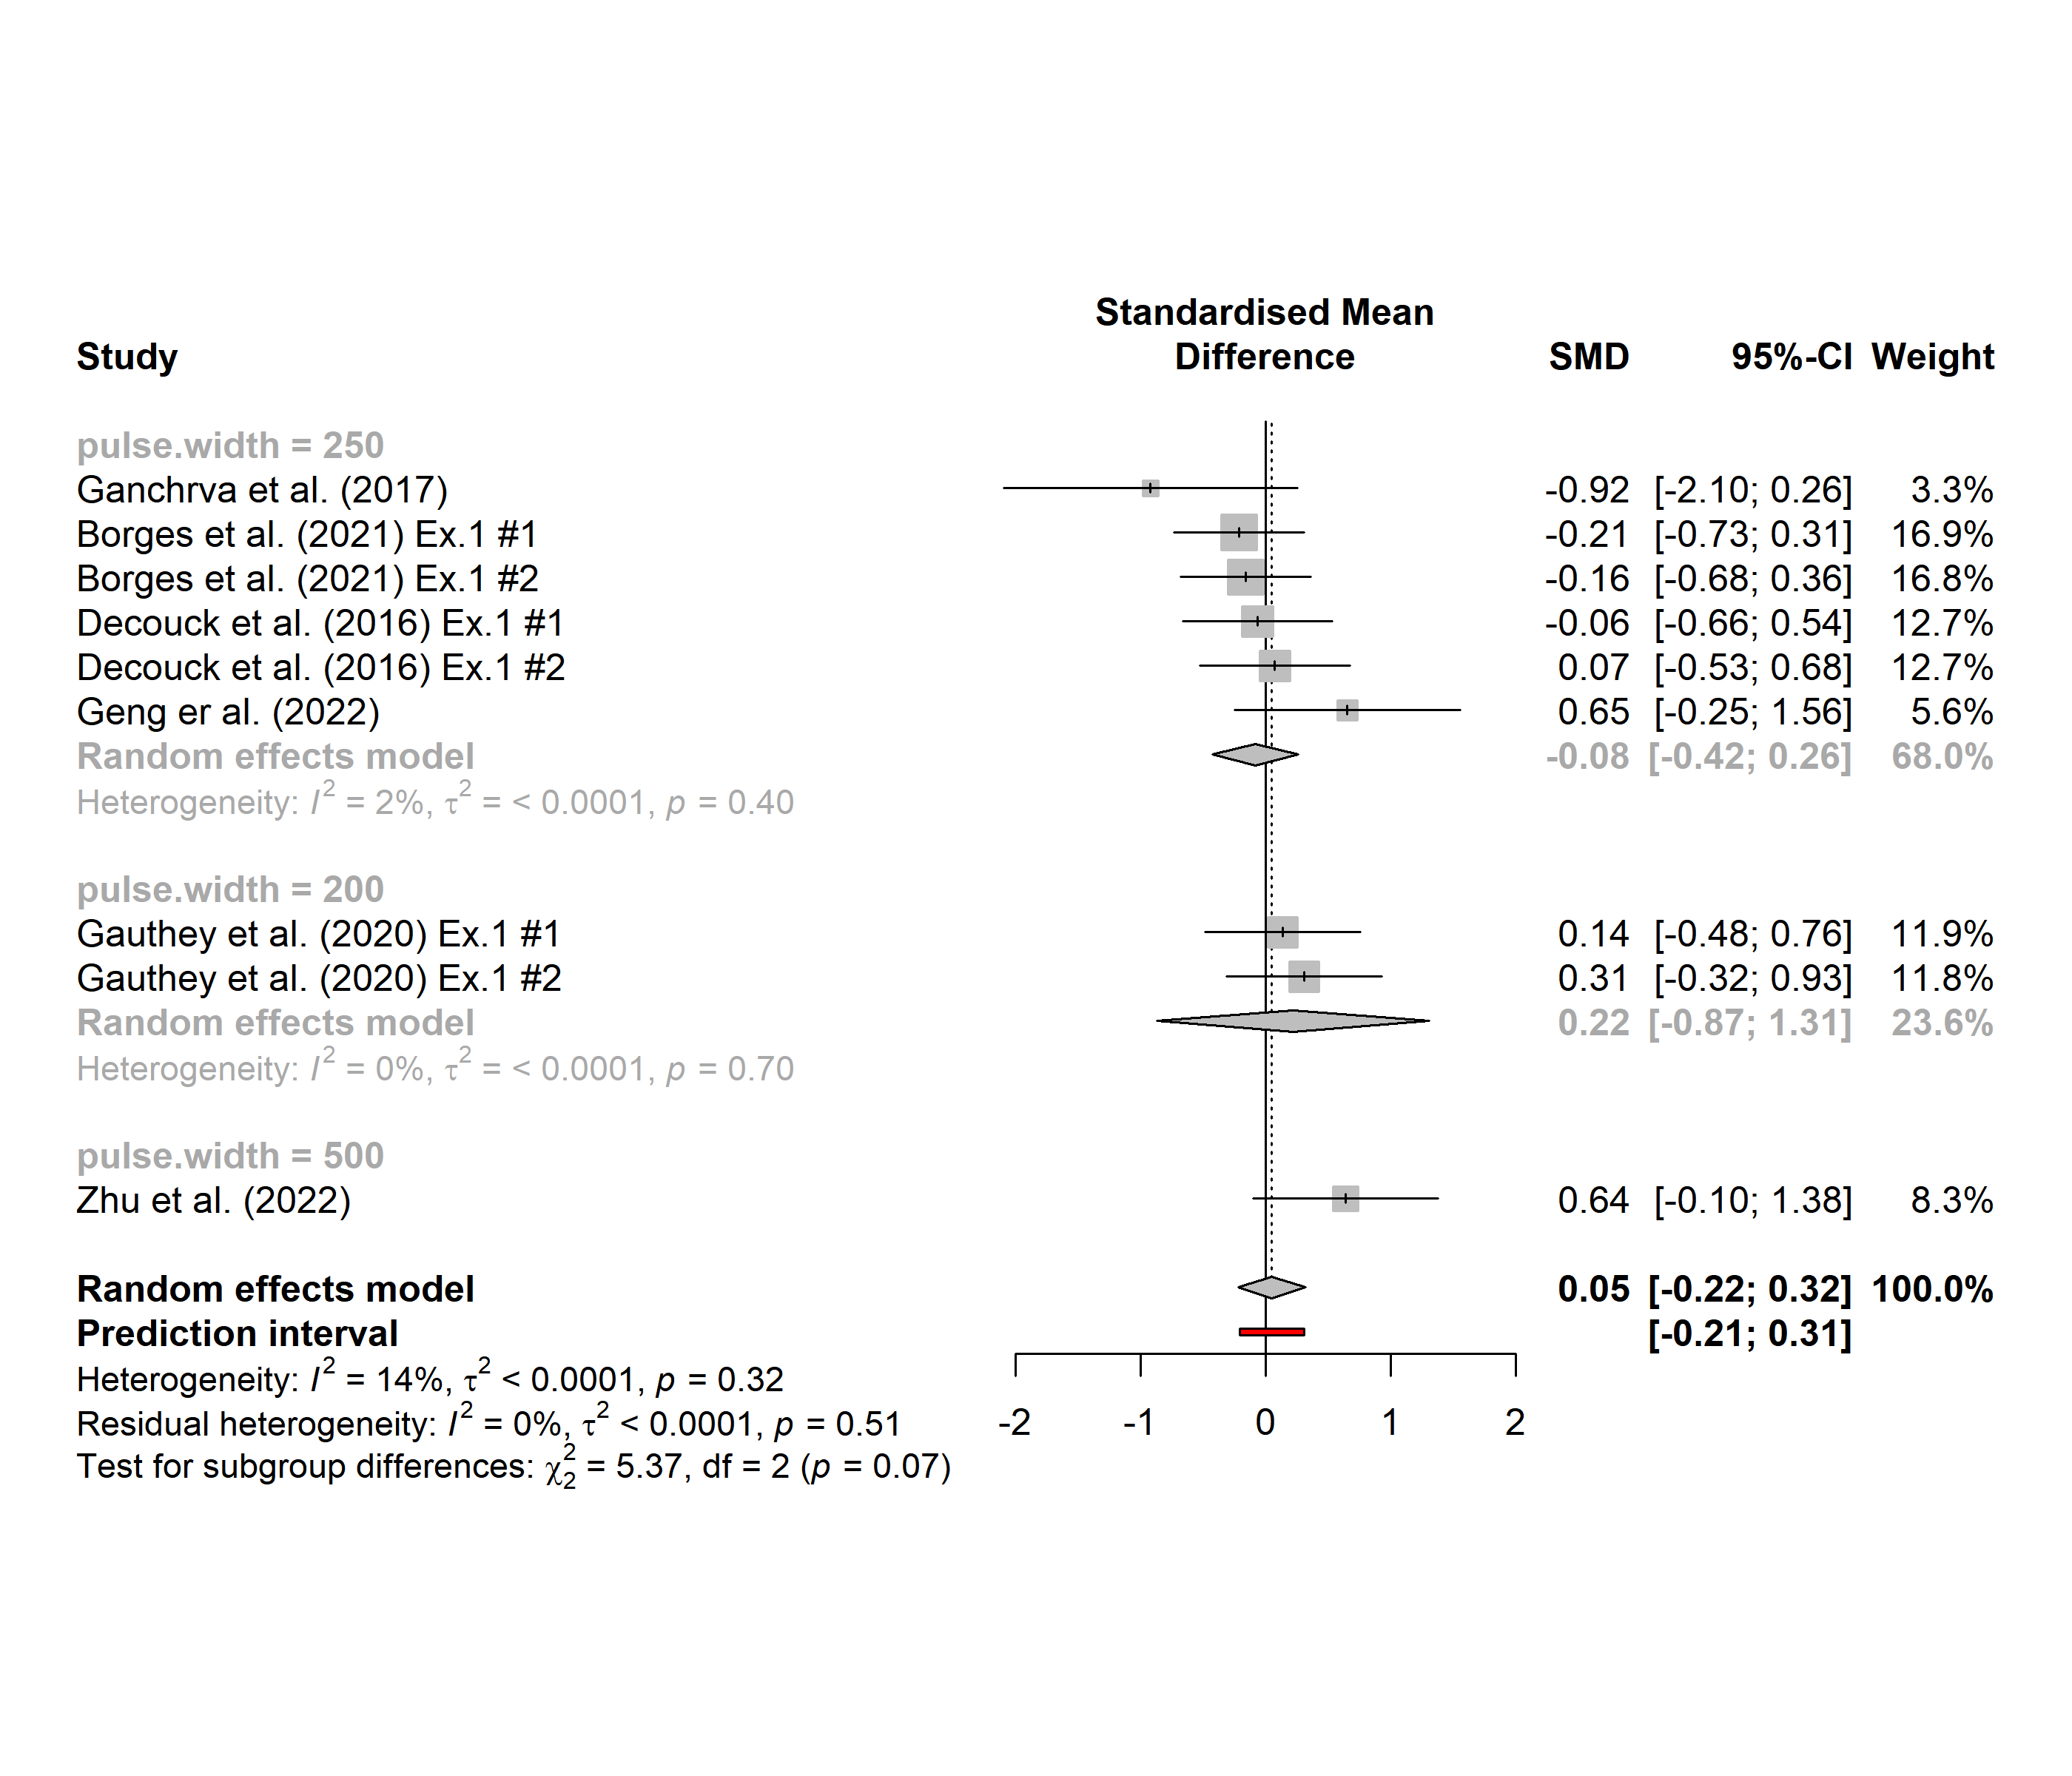 Standardised Mean
Study Difference SMD 95%-CI Weight
pulse.width = 250
Ganchrva et al. (2017) -0.92 [-2.10; 0.26] 3.3%
Borges et al. (2021) Ex.1 #1 -0.21 [-0.73; 0.31] 16.9%
Borges et al. (2021) Ex.1 #2 -0.16 [-0.68; 0.36] 16.8%
Decouck et al. (2016) Ex.1 #1 -0.06 [-0.66; 0.54] 12.7%
Decouck et al. (2016) Ex.1 #2 0.07 [-0.53; 0.68] 12.7%
Geng er al. (2022) 0.65 [-0.25; 1.56] 5.6%
Random effects model -0.08 [-0.42; 0.26] 68.0%
Heterogeneity: I² = 2%, τ² = < 0.0001, p = 0.40
pulse.width = 200
Gauthey et al. (2020) Ex.1 #1 0.14 [-0.48; 0.76] 11.9%
Gauthey et al. (2020) Ex.1 #2 0.31 [-0.32; 0.93] 11.8%
Random effects model 0.22 [-0.87; 1.31] 23.6%
Heterogeneity: I² = 0%, τ² = < 0.0001, p = 0.70
pulse.width = 500
Zhu et al. (2022) 0.64 [-0.10; 1.38] 8.3%
Random effects model 0.05 [-0.22; 0.32] 100.0%
Prediction interval [-0.21; 0.31]
Heterogeneity: I² = 14%, τ² < 0.0001, p = 0.32
Residual heterogeneity: I² = 0%, τ² < 0.0001, p = 0.51
-2 -1 0 1 2
Test for subgroup differences: χ²₂ = 5.37, df = 2 (p = 0.07)